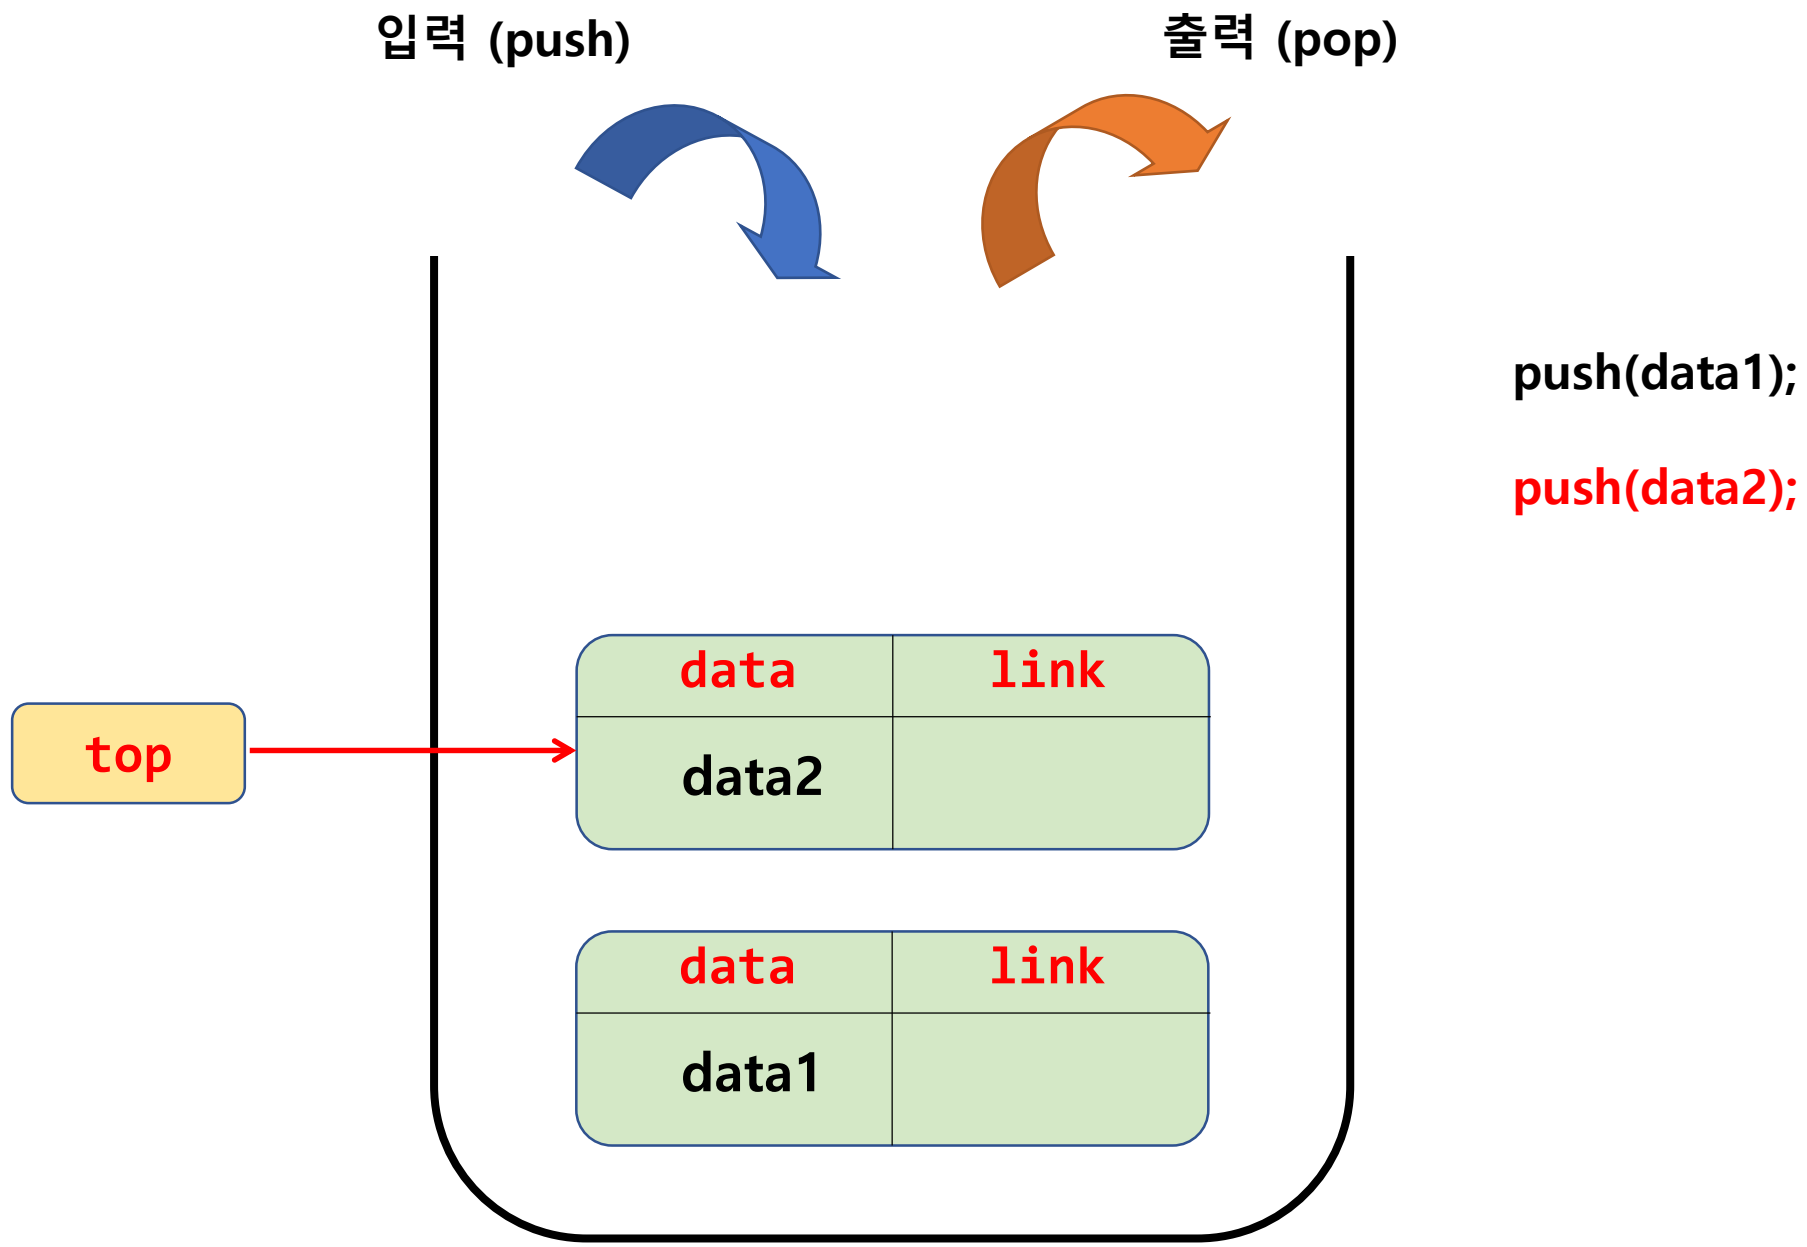 입력 (push)
출력 (pop)
push(data1);
push(data2);
top
data link
data2
data link
data1